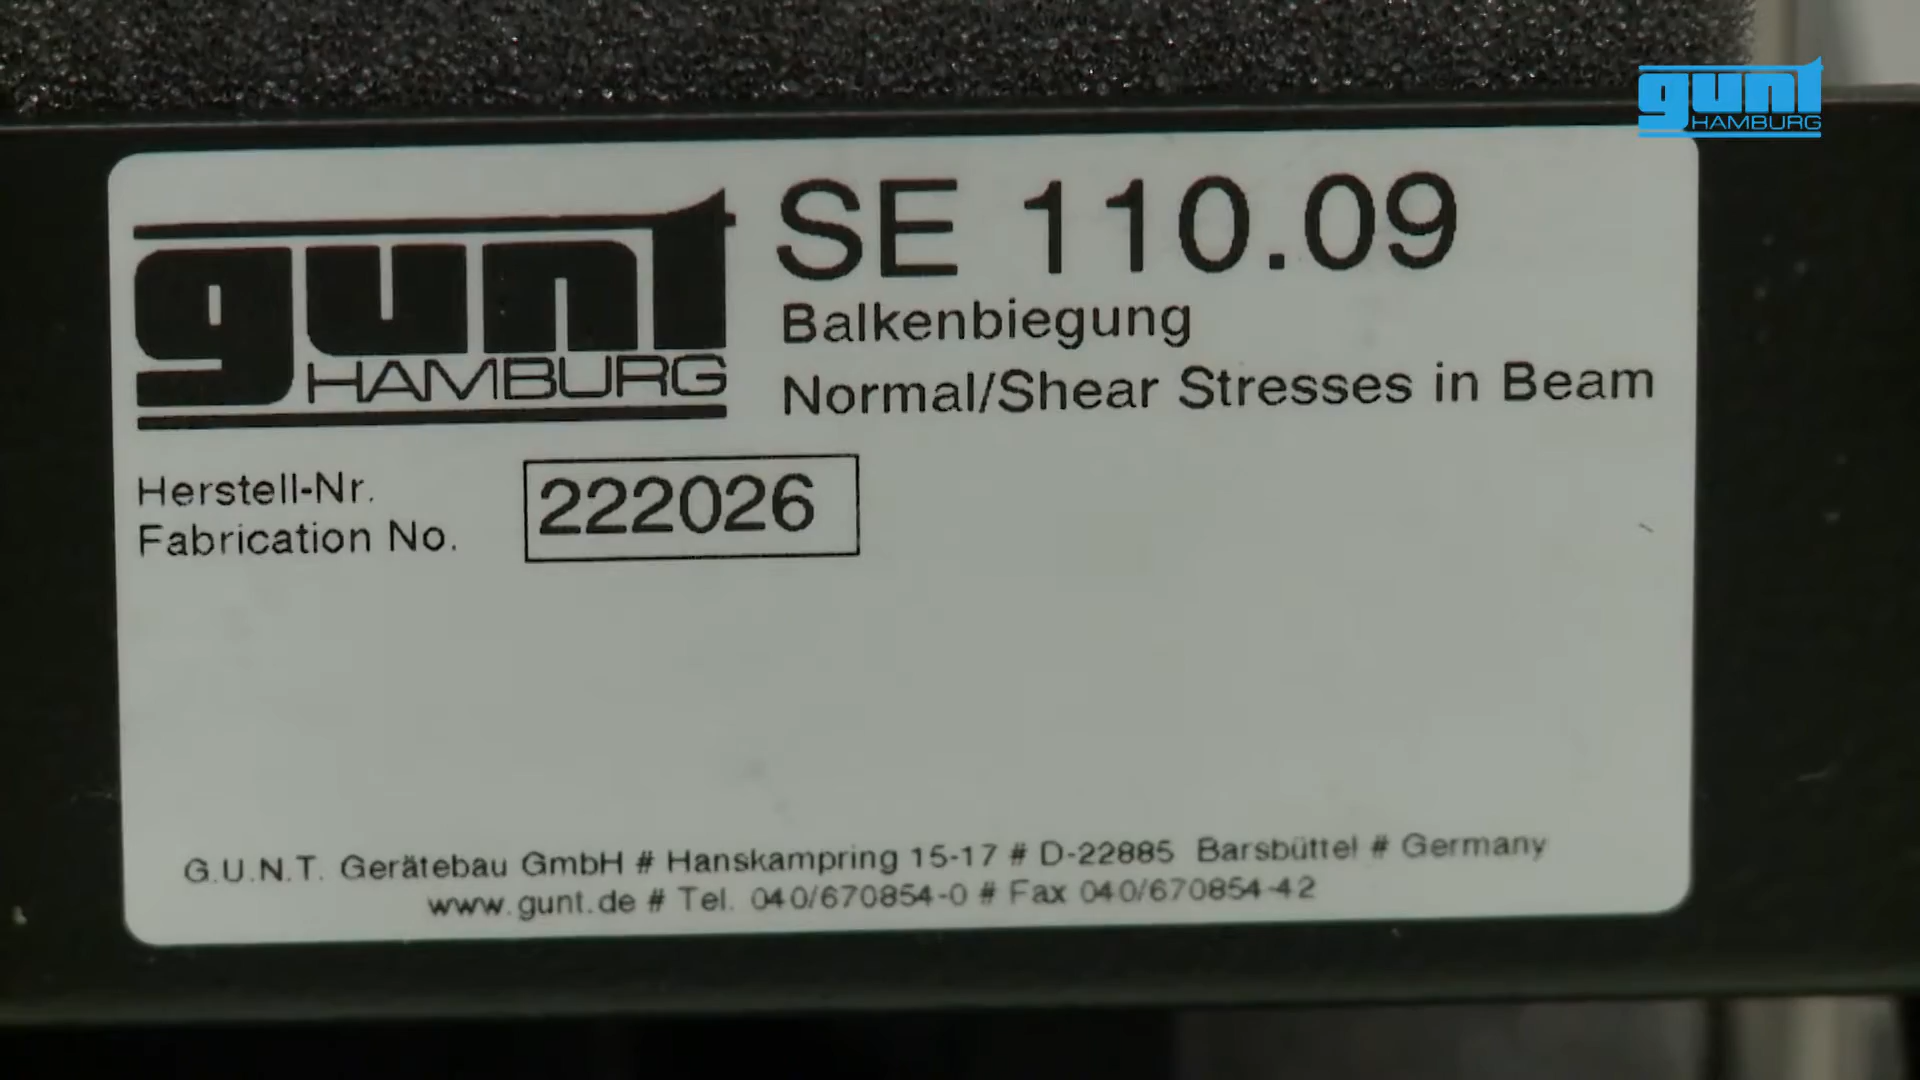 gunt
HAMBURG
gunt
HAMBURG
SE 110.09
Balkenbiegung
Normal/Shear Stresses in Beam
Herstell-Nr.
Fabrication No.
222026
G.U.N.T. Gerätebau GmbH # Hanskampring 15-17 # D-22885 Barsbüttel # Germany
www.gunt.de # Tel. 040/670854-0 # Fax 040/670854-42